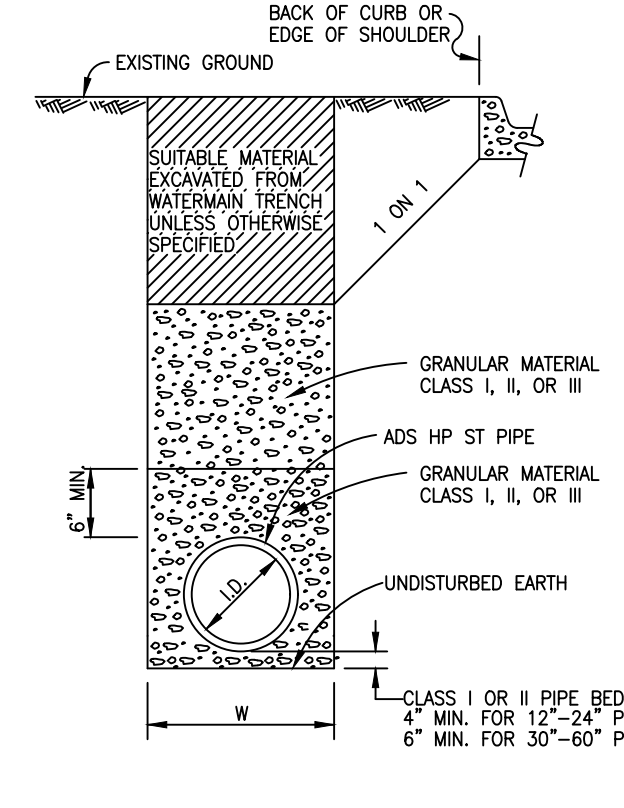 BACK OF CURB OR
EDGE OF SHOULDER
EXISTING GROUND
SUITABLE MATERIAL
EXCAVATED FROM
WATERMAIN TRENCH
UNLESS OTHERWISE
SPECIFIED
1 ON 1
GRANULAR MATERIAL
CLASS I, II, OR III
ADS HP ST PIPE
GRANULAR MATERIAL
CLASS I, II, OR III
6" MIN.
I.D.
UNDISTURBED EARTH
W
CLASS I OR II PIPE BED
4" MIN. FOR 12"-24" P
6" MIN. FOR 30"-60" P